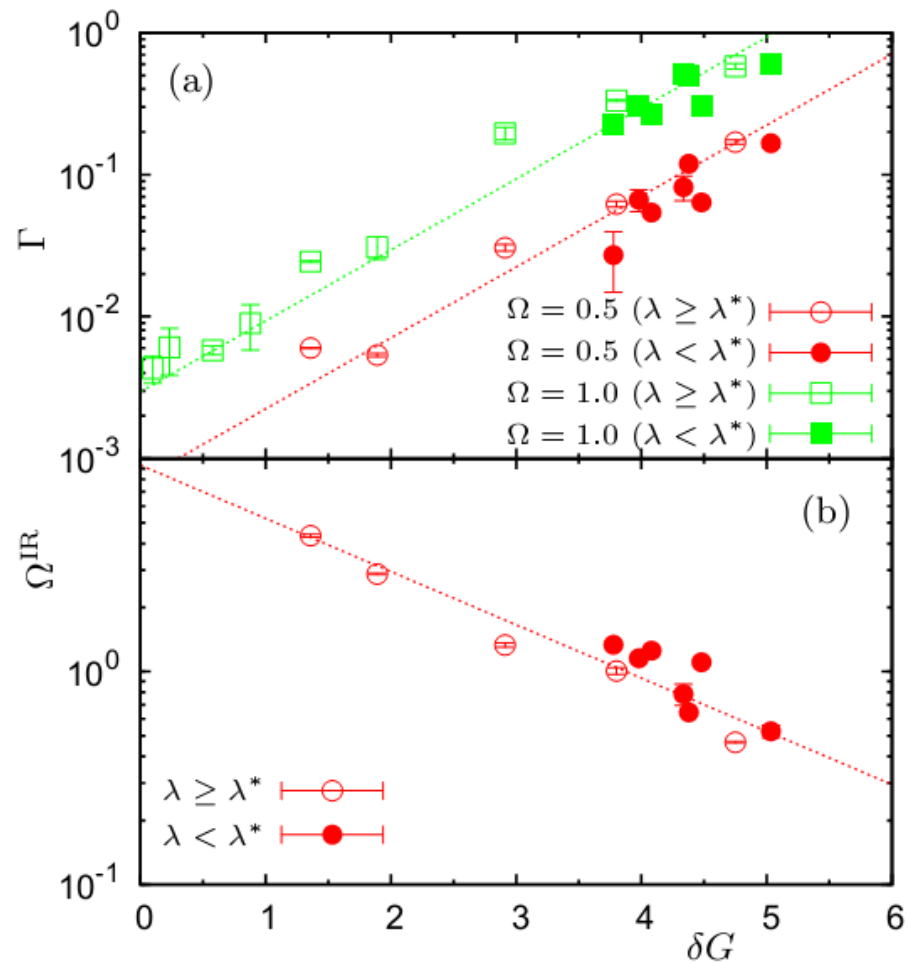 10^0
(a)
10^-1
Γ
10^-2
Ω = 0.5 (λ ≥ λ*)
Ω = 0.5 (λ < λ*)
Ω = 1.0 (λ ≥ λ*)
Ω = 1.0 (λ < λ*)
10^-3
(b)
Ω^IR
10^0
λ ≥ λ*
λ < λ*
10^-1
0 1 2 3 4 5 6
δG